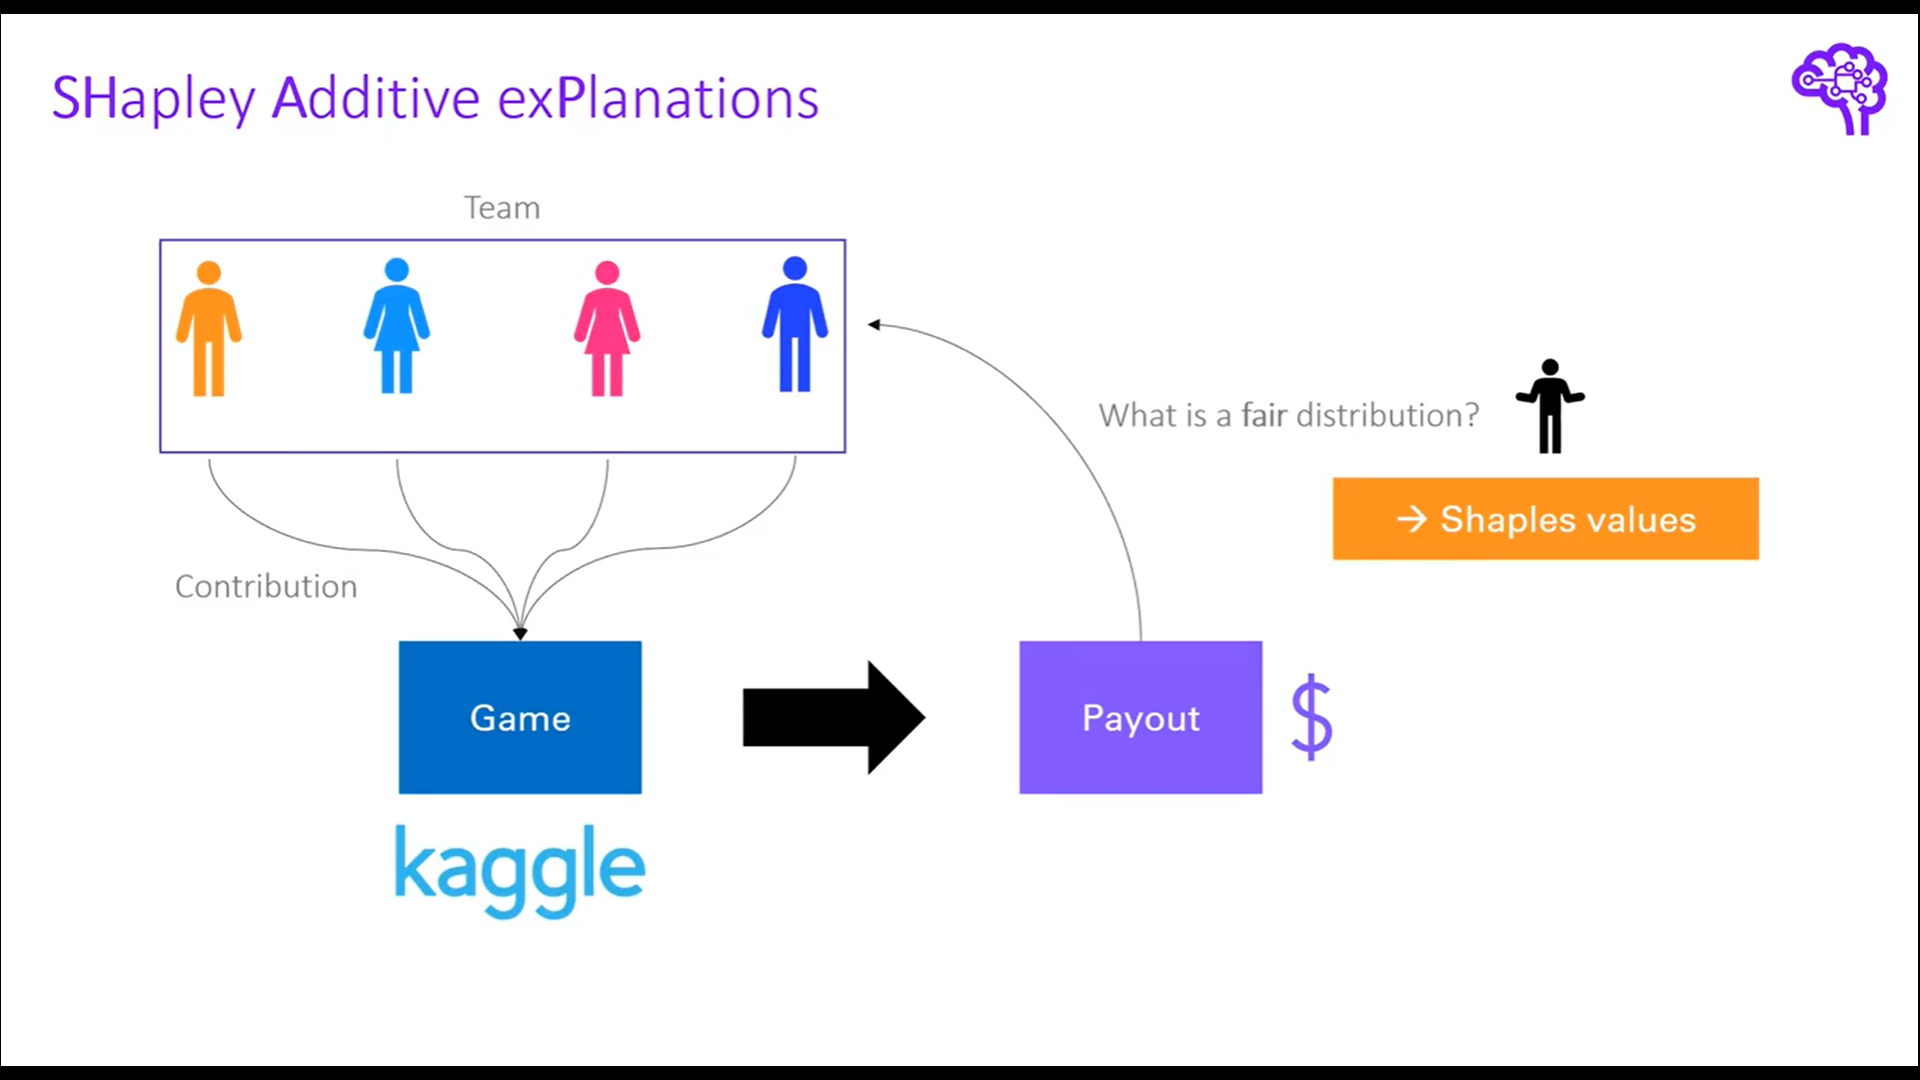 SHapley Additive exPlanations
Team
What is a fair distribution?
→ Shaples values
Contribution
Game
Payout
$
kaggle